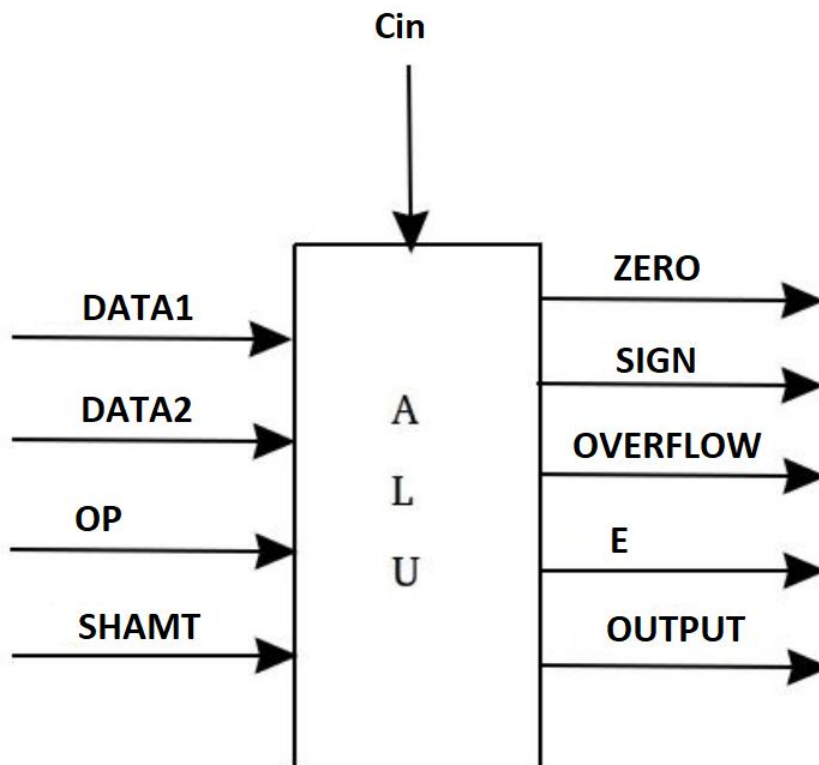 Cin
DATA1
DATA2
OP
SHAMT
A
L
U
ZERO
SIGN
OVERFLOW
E
OUTPUT